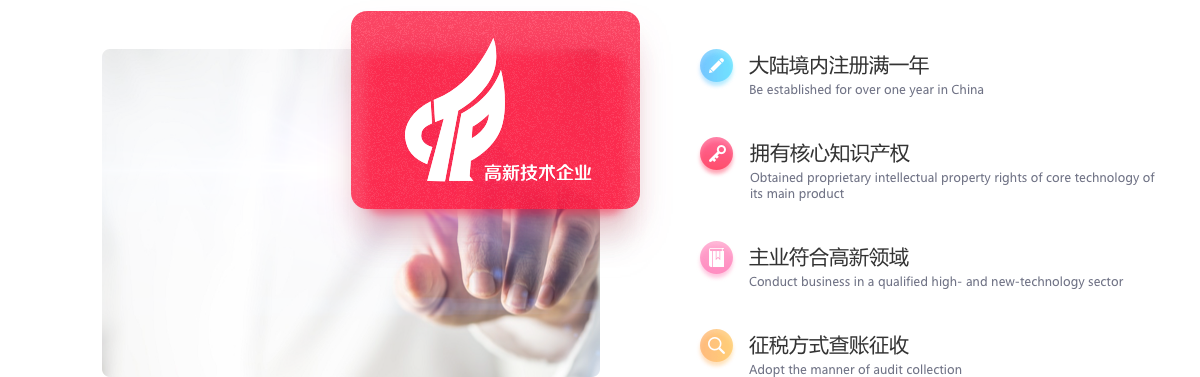 高新技术企业
大陆境内注册满一年
Be established for over one year in China
拥有核心知识产权
Obtained proprietary intellectual property rights of core technology of
its main product
主业符合高新领域
Conduct business in a qualified high- and new-technology sector
征税方式查账征收
Adopt the manner of audit collection